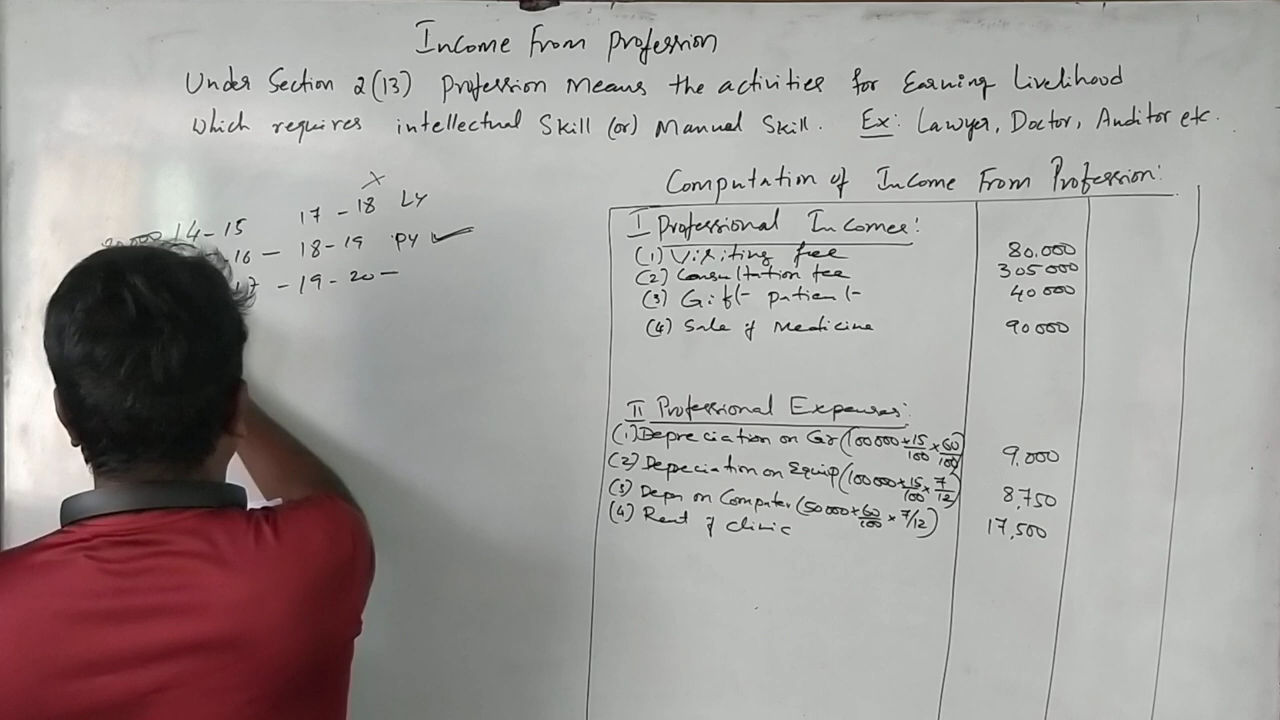 Income From Profession
Under Section 2(13) Profession Means the activities for Earning Livelihood
Which requires intellectual Skill (or) Manual Skill. Ex: Lawyer, Doctor, Auditor etc.
X
14-15 17-18 LY
16 - 18-19 PY ✓
17 - 19-20 -
Computation of Income From Profession:
I Professional Incomes:
(1) Visiting fee 80,000
(2) Consultation fee 305000
(3) Gift - patient - 40000
(4) Sale of Medicine 90000
II Professional Expenses:
(1) Depreciation on Car (100000 × 15/100 × 60/100) 9,000
(2) Depeciation on Equip (100000 × 15/100 × 7/12) 8,750
(3) Depn on Computer (50000 × 60/100 × 7/12) 17,500
(4) Rent of clinic